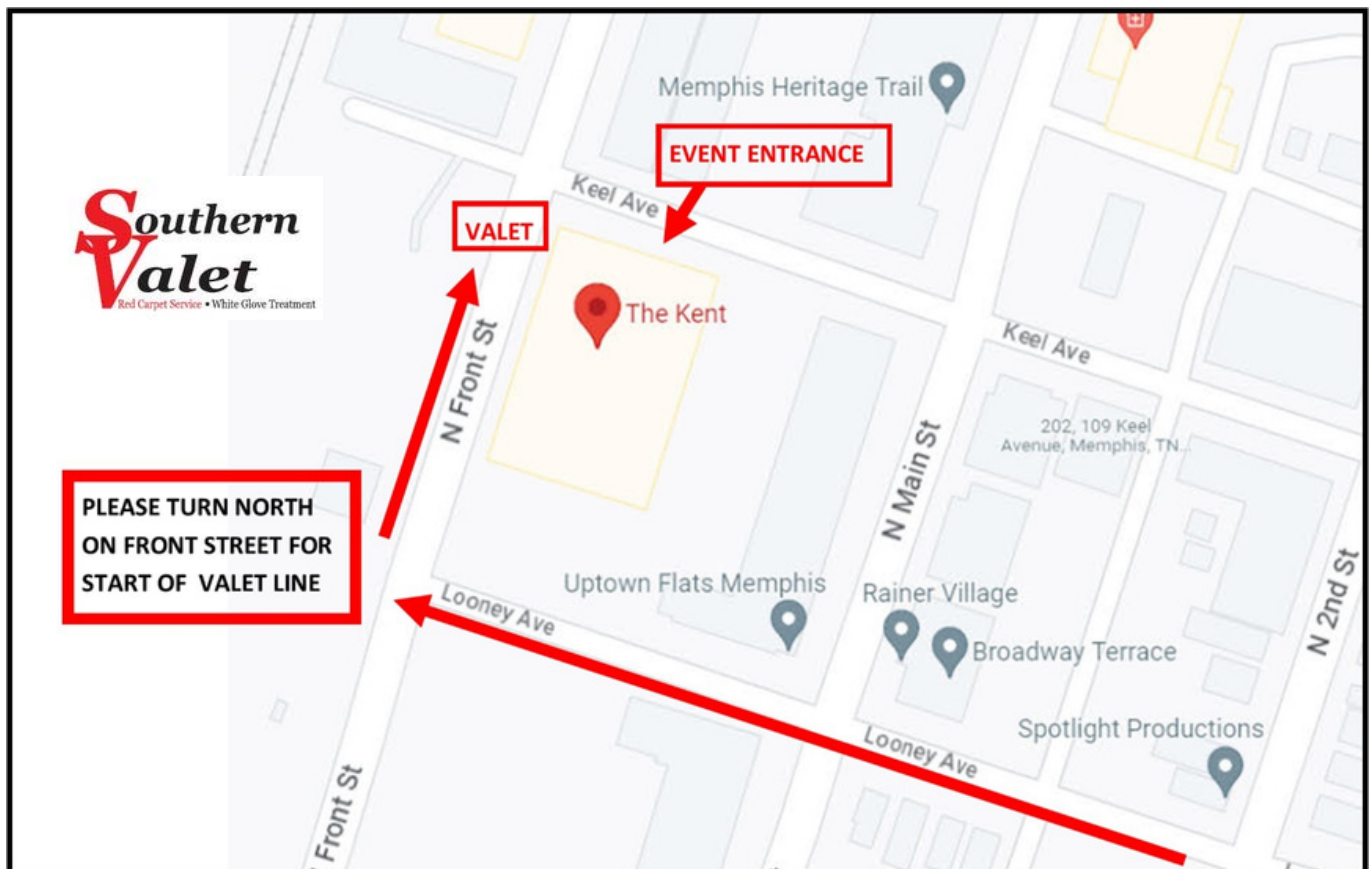 Memphis Heritage Trail
EVENT ENTRANCE
Keel Ave
Southern
Valet
Red Carpet Service • White Glove Treatment
VALET
The Kent
N Front St
Keel Ave
202, 109 Keel
Avenue, Memphis, TN...
N Main St
PLEASE TURN NORTH
ON FRONT STREET FOR
START OF VALET LINE
Looney Ave
Uptown Flats Memphis
Rainer Village
Broadway Terrace
N 2nd St
Spotlight Productions
Looney Ave
Front St